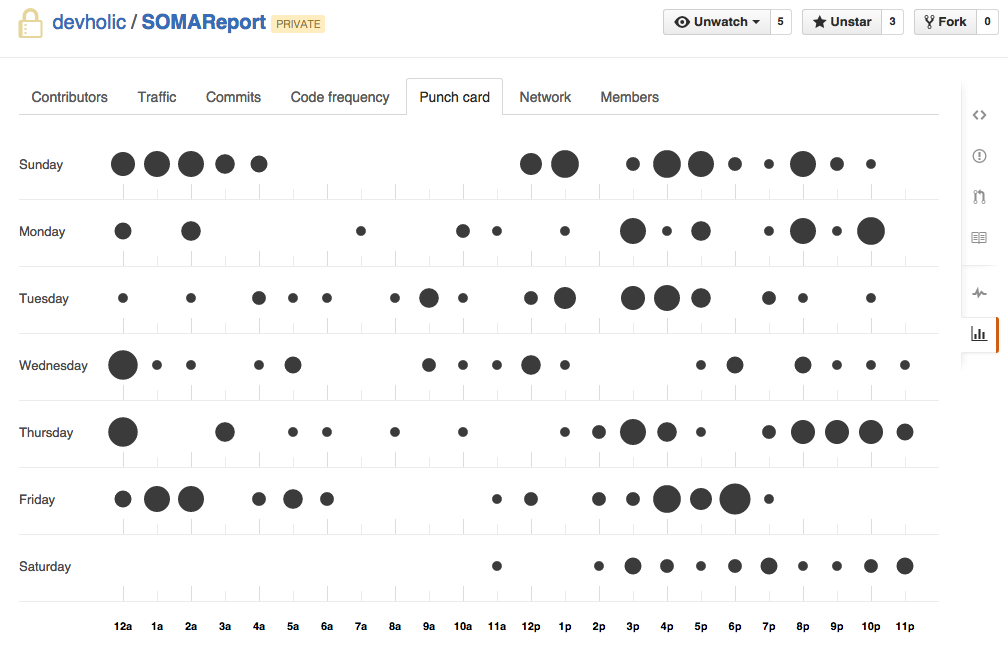 devholic / SOMAReport PRIVATE Unwatch 5 Unstar 3 Fork 0
Contributors Traffic Commits Code frequency Punch card Network Members
Sunday
Monday
Tuesday
Wednesday
Thursday
Friday
Saturday
12a 1a 2a 3a 4a 5a 6a 7a 8a 9a 10a 11a 12p 1p 2p 3p 4p 5p 6p 7p 8p 9p 10p 11p